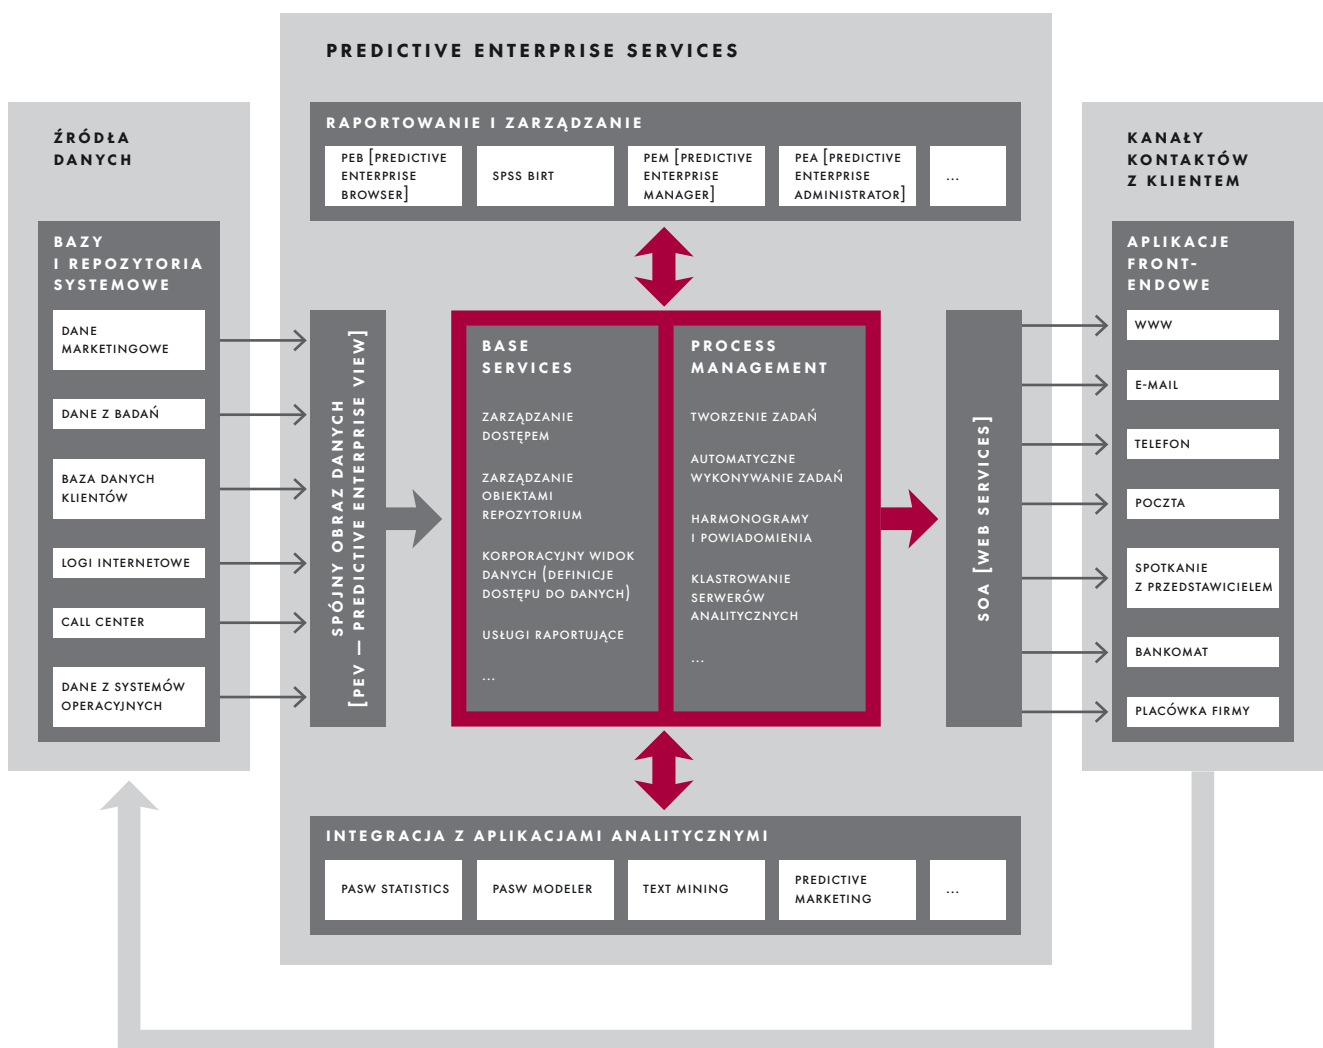 PREDICTIVE ENTERPRISE SERVICES
ŹRÓDŁA
DANYCH
BAZY
I REPOZYTORIA
SYSTEMOWE
DANE
MARKETINGOWE
DANE Z BADAŃ
BAZA DANYCH
KLIENTÓW
LOGI INTERNETOWE
CALL CENTER
DANE Z SYSTEMÓW
OPERACYJNYCH
RAPORTOWANIE I ZARZĄDZANIE
PEB [PREDICTIVE
ENTERPRISE
BROWSER]
SPSS BIRT
PEM [PREDICTIVE
ENTERPRISE
MANAGER]
PEA [PREDICTIVE
ENTERPRISE
ADMINISTRATOR]
...
SPÓJNY OBRAZ DANYCH
[PEV — PREDICTIVE ENTERPRISE VIEW]
BASE
SERVICES
ZARZĄDZANIE
DOSTĘPEM
ZARZĄDZANIE
OBIEKTAMI
REPOZYTORIUM
KORPORACYJNY WIDOK
DANYCH (DEFINICJE
DOSTĘPU DO DANYCH)
USŁUGI RAPORTUJĄCE
...
PROCESS
MANAGEMENT
TWORZENIE ZADAŃ
AUTOMATYCZNE
WYKONYWANIE ZADAŃ
HARMONOGRAMY
I POWIADOMIENIA
KLASTROWANIE
SERWERÓW
ANALITYCZNYCH
...
SOA [WEB SERVICES]
INTEGRACJA Z APLIKACJAMI ANALITYCZNYMI
PASW STATISTICS
PASW MODELER
TEXT MINING
PREDICTIVE
MARKETING
...
KANAŁY
KONTAKTÓW
Z KLIENTEM
APLIKACJE
FRONT-
ENDOWE
WWW
E-MAIL
TELEFON
POCZTA
SPOTKANIE
Z PRZEDSTAWICIELEM
BANKOMAT
PLACÓWKA FIRMY